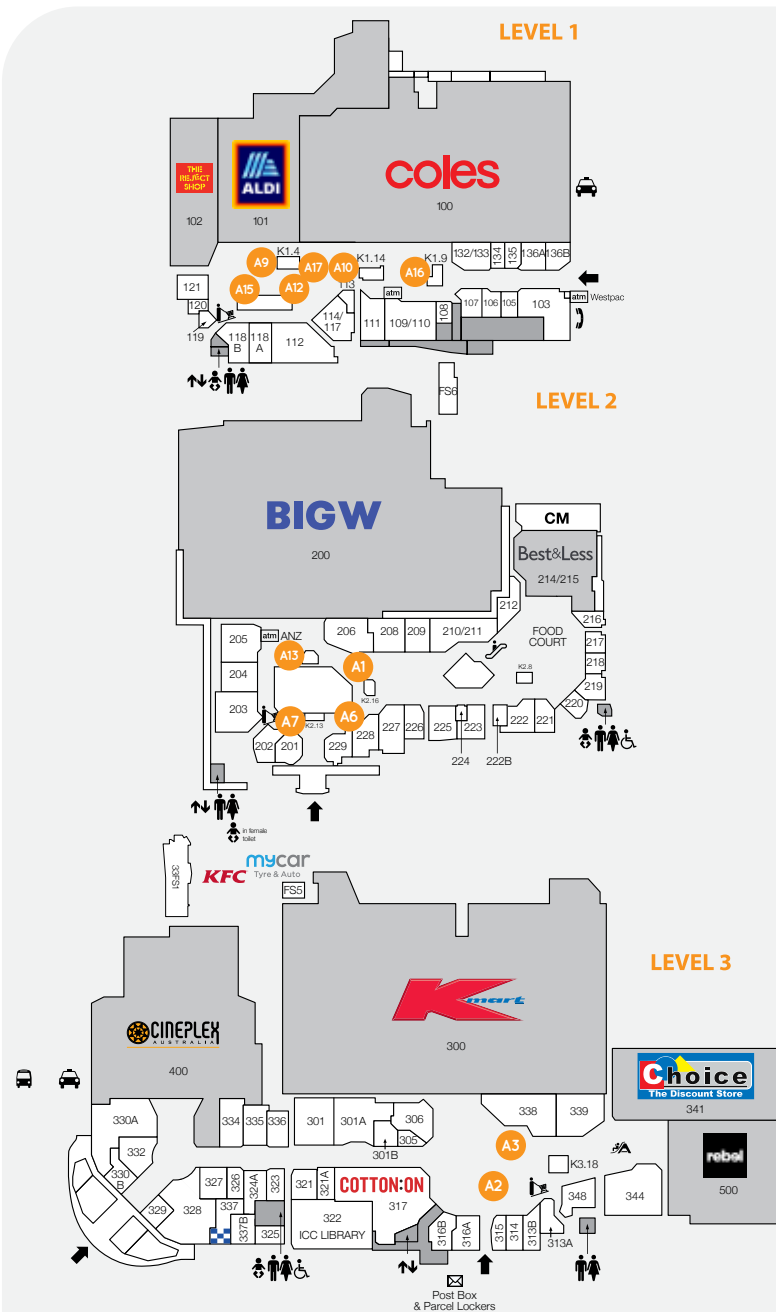 LEVEL 1
THE
REJECT
SHOP
ALDI
coles
102
101
100
K1.4
K1.14
K1.9
132/133
134
135
136A
136B
A9
A17
A10
A16
A15
A12
113
121
120
119
114/
117
111
atm
109/110
108
107
106
105
103
atm
Westpac
118
B
118
A
112
FS6
LEVEL 2
BIGW
200
CM
Best&Less
214/215
212
216
217
218
219
220
FOOD
COURT
K2.8
205
atm
ANZ
204
203
A13
206
208
209
210/211
A1
K2.16
A7
K2.13
A6
202
201
229
228
227
226
225
224
223
222B
222
221
in female
toilet
33FS1
KFC
mycar
Tyre & Auto
FS5
LEVEL 3
CINEPLEX
AUSTRALIA
400
Kmart
300
Choice
The Discount Store
341
rebel
500
330A
332
330
B
334
335
336
301
301A
301B
306
305
338
339
A3
A2
K3.18
329
328
327
326
324A
323
337
337B
325
321
321A
COTTON:ON
317
322
ICC LIBRARY
316B
316A
315
314
313B
313A
348
344
Post Box
& Parcel Lockers